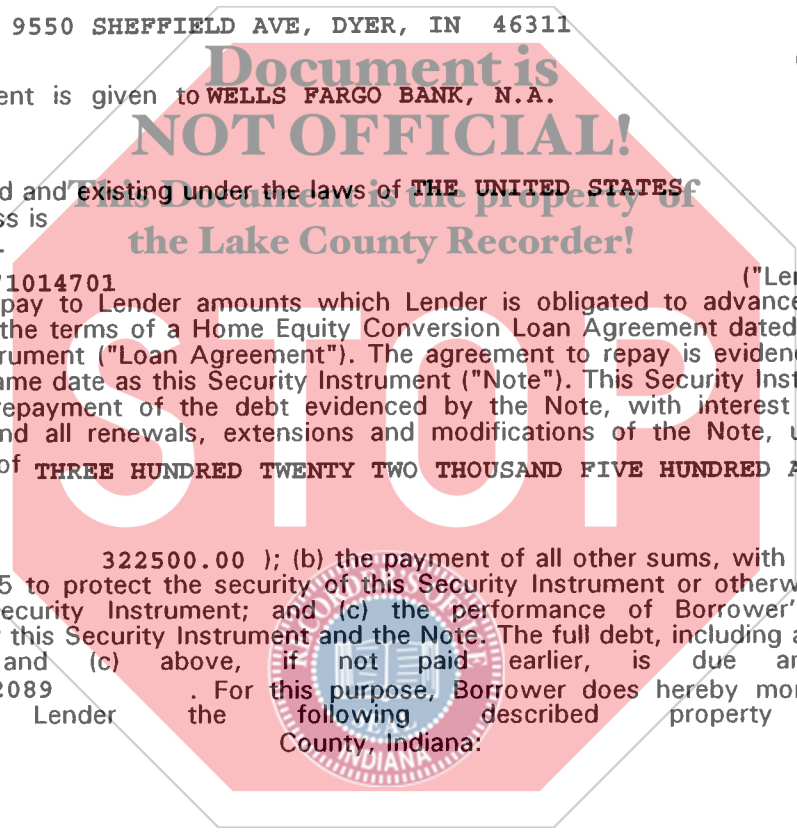 9550 SHEFFIELD AVE, DYER, IN 46311
Document is
ent is given to WELLS FARGO BANK, N.A.
NOT OFFICIAL!
d and existing under the laws of THE UNITED STATES
This Document is the property of
ss is
the Lake County Recorder!
71014701 ("Len
pay to Lender amounts which Lender is obligated to advance
the terms of a Home Equity Conversion Loan Agreement dated
rument ("Loan Agreement"). The agreement to repay is eviden
ame date as this Security Instrument ("Note"). This Security Inst
repayment of the debt evidenced by the Note, with interest
nd all renewals, extensions and modifications of the Note, u
of THREE HUNDRED TWENTY TWO THOUSAND FIVE HUNDRED A
STOP
322500.00 ); (b) the payment of all other sums, with
5 to protect the security of this Security Instrument or otherw
ecurity Instrument; and (c) the performance of Borrower'
this Security Instrument and the Note. The full debt, including a
and (c) above, if not paid earlier, is due an
2089 . For this purpose, Borrower does hereby mor
Lender the following described property
County, Indiana:
SEAL
INDIANA